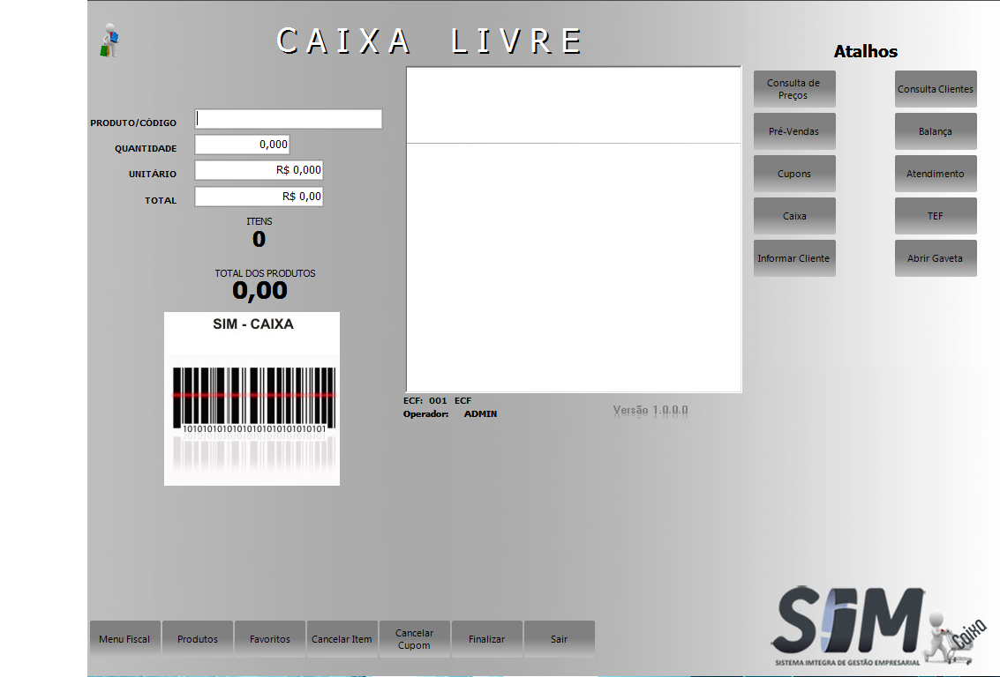 CAIXA LIVRE
Atalhos
Consulta de
Preços
Consulta Clientes
PRODUTO/CÓDIGO
Pré-Vendas
Balança
QUANTIDADE
0,000
UNITÁRIO
R$ 0,000
Cupons
Atendimento
TOTAL
R$ 0,00
Caixa
TEF
ITENS
0
Informar Cliente
Abrir Gaveta
TOTAL DOS PRODUTOS
0,00
SIM - CAIXA
1010101010101010101010101010101
ECF: 001 ECF
Operador: ADMIN
Versão 1.0.0.0
Menu Fiscal
Produtos
Favoritos
Cancelar Item
Cancelar
Cupom
Finalizar
Sair
SIM
Caixa
SISTEMA IMTEGRA DE GESTÃO EMPRESARIAL